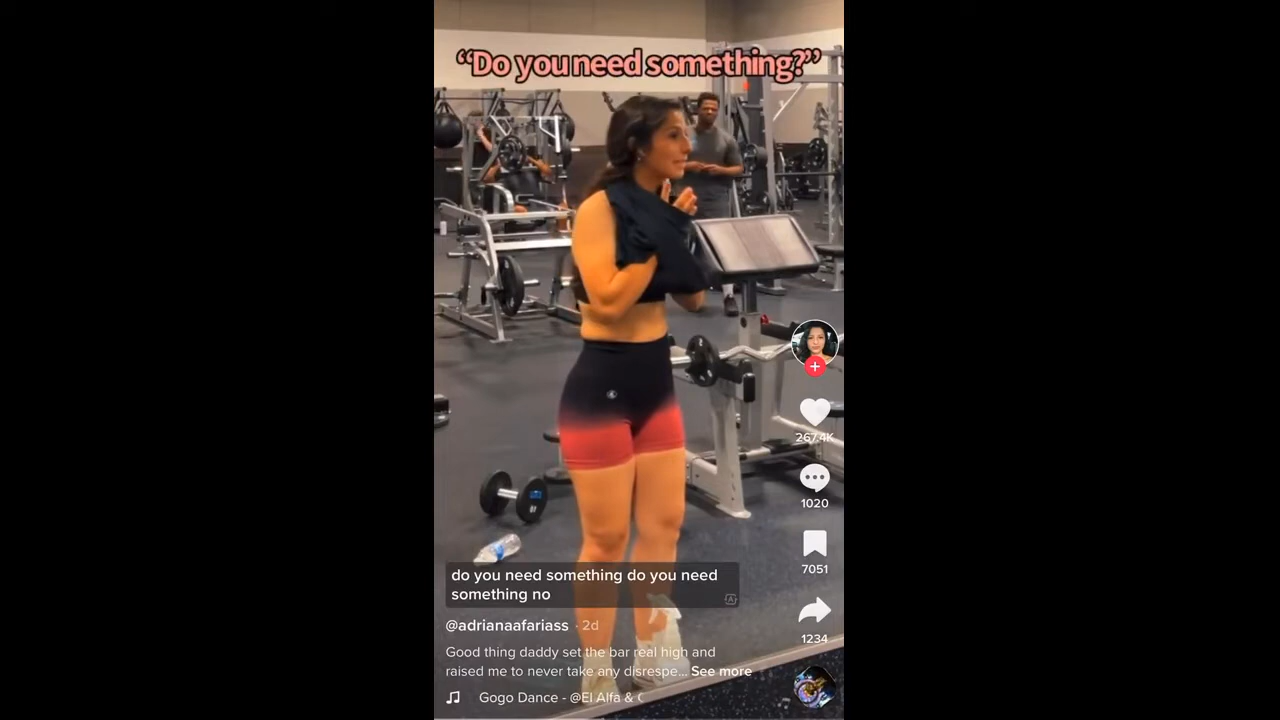 “Do you need something?”
267.4K
1020
7051
1234
do you need something do you need
something no
@adrianaafariass · 2d
Good thing daddy set the bar real high and
raised me to never take any disrespe... See more
Gogo Dance - @El Alfa &